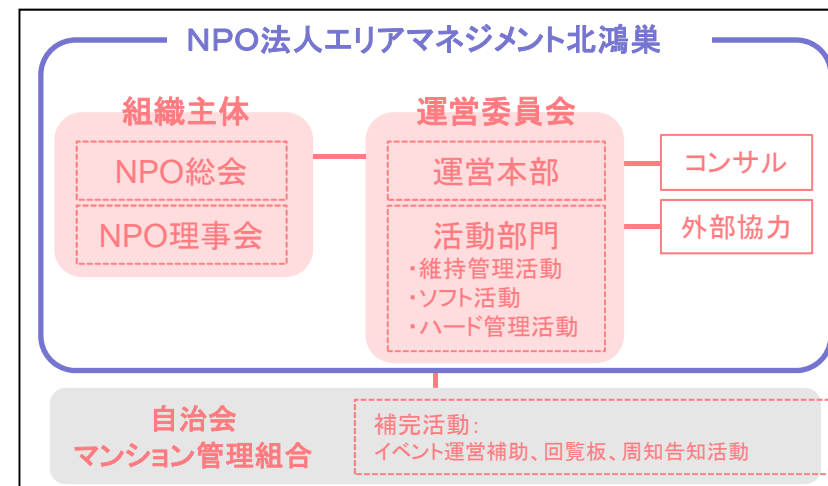 NPO法人エリアマネジメント北鴻巣
組織主体
NPO総会
NPO理事会
運営委員会
運営本部
活動部門
・維持管理活動
・ソフト活動
・ハード管理活動
コンサル
外部協力
自治会
マンション管理組合
補完活動：
イベント運営補助、回覧板、周知告知活動